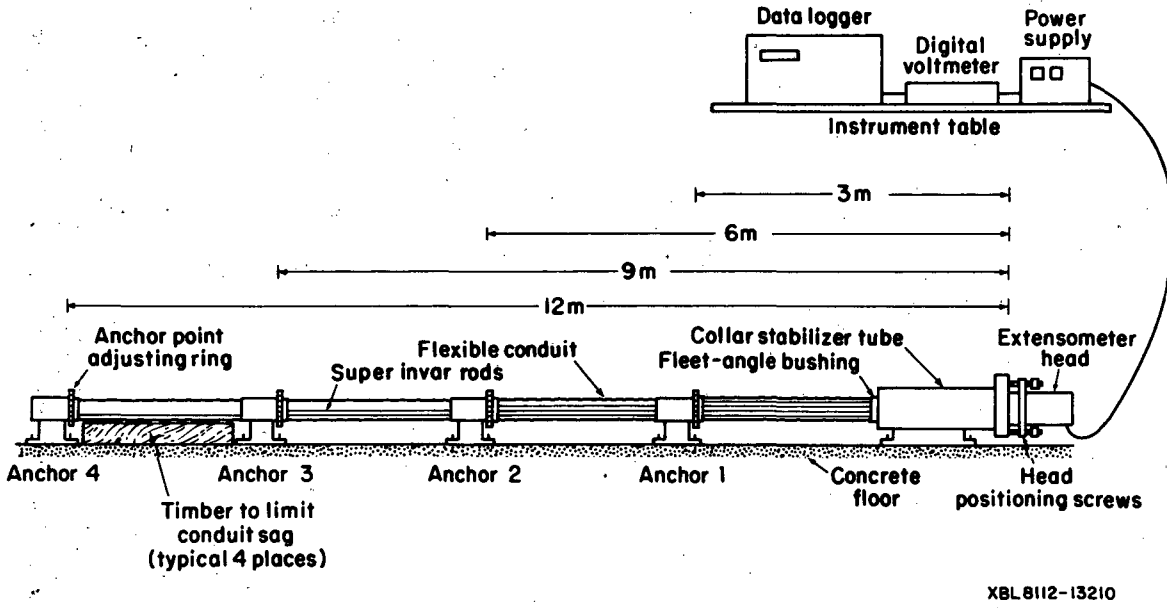 Data logger
Digital
voltmeter
Power
supply
Instrument table
3m
6m
9m
12m
Anchor point
adjusting ring
Super invar rods
Flexible conduit
Collar stabilizer tube
Fleet-angle bushing
Extensometer
head
Anchor 4
Anchor 3
Anchor 2
Anchor 1
Concrete
floor
Head
positioning screws
Timber to limit
conduit sag
(typical 4 places)
XBL8112-13210